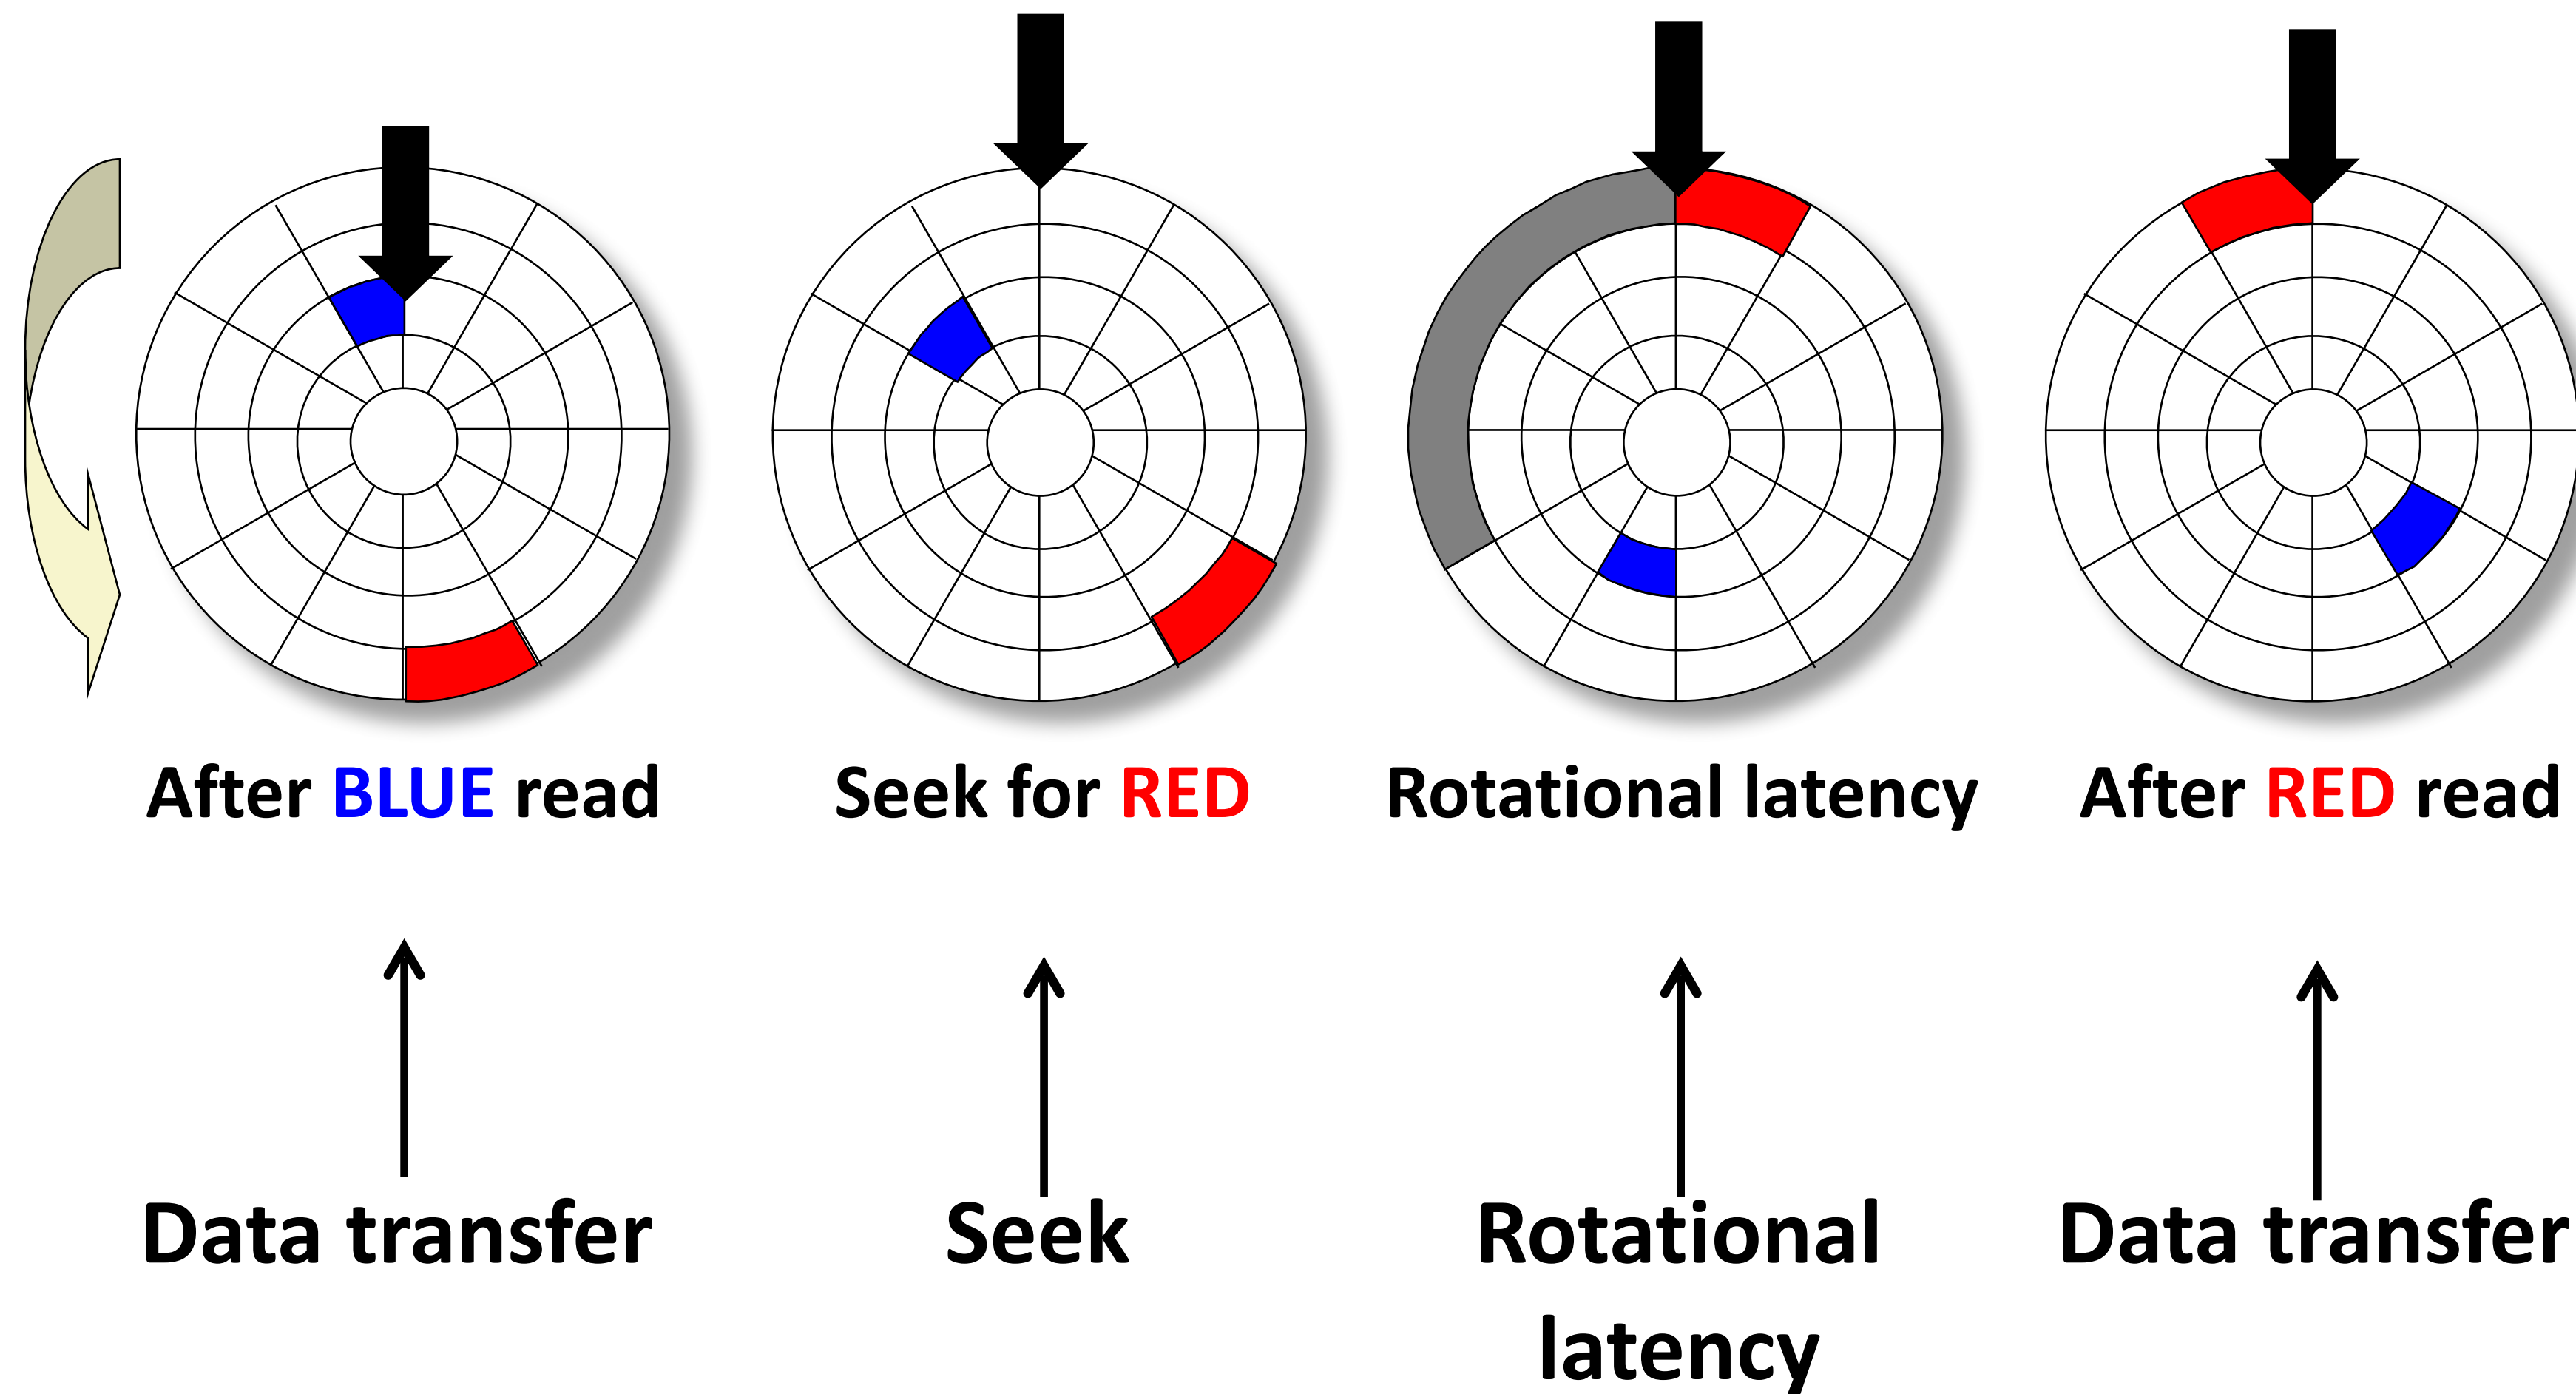 After BLUE read
Seek for RED
Rotational latency
After RED read
Data transfer
Seek
Rotational
latency
Data transfer